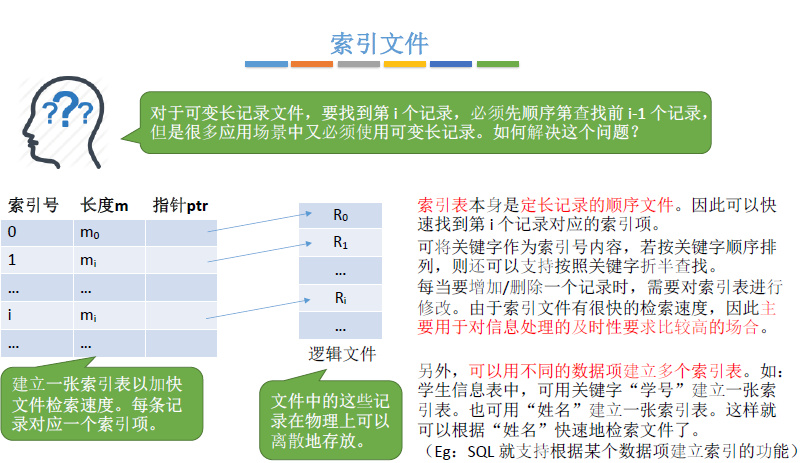 索引文件
???
对于可变长记录文件，要找到第 i 个记录，必须先顺序第查找前 i-1 个记录，
但是很多应用场景中又必须使用可变长记录。如何解决这个问题？
索引号 长度m 指针ptr
0 m₀
1 mᵢ
... ...
i mᵢ
... ...
R₀
R₁
...
Rᵢ
...
逻辑文件
建立一张索引表以加快
文件检索速度。每条记
录对应一个索引项。
文件中的这些记
录在物理上可以
离散地存放。
索引表本身是定长记录的顺序文件。因此可以快
速找到第 i 个记录对应的索引项。
可将关键字作为索引号内容，若按关键字顺序排
列，则还可以支持按照关键字折半查找。
每当要增加/删除一个记录时，需要对索引表进行
修改。由于索引文件有很快的检索速度，因此主
要用于对信息处理的及时性要求比较高的场合。
另外，可以用不同的数据项建立多个索引表。如：
学生信息表中，可用关键字“学号”建立一张索
引表。也可用“姓名”建立一张索引表。这样就
可以根据“姓名”快速地检索文件了。
（Eg：SQL 就支持根据某个数据项建立索引的功能）